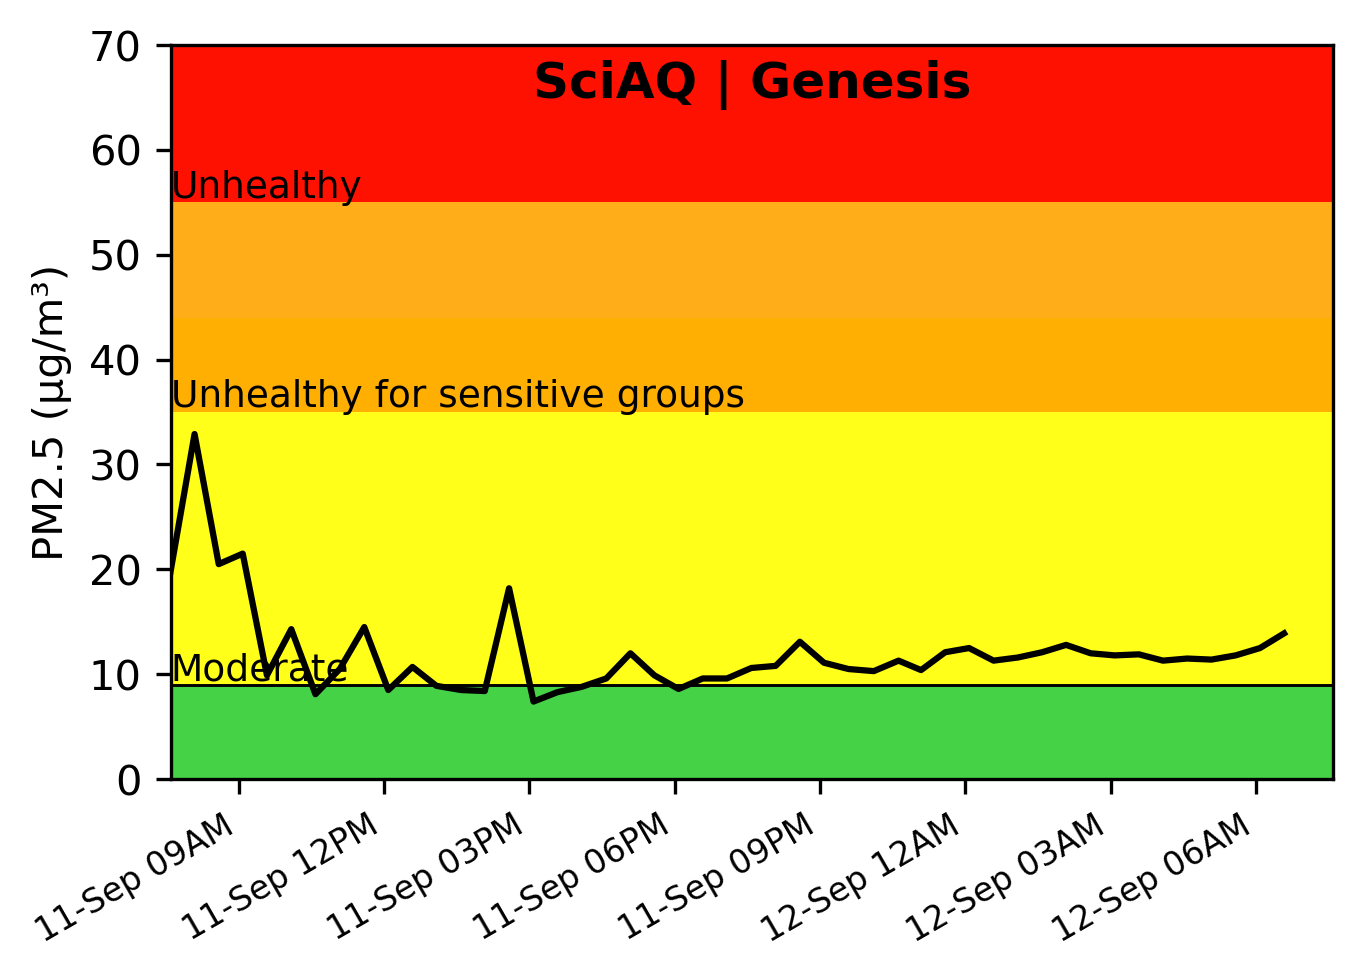 SciAQ | Genesis
PM2.5 (µg/m³)
70
60
50
40
30
20
10
0
Unhealthy
Unhealthy for sensitive groups
Moderate
11-Sep 09AM
11-Sep 12PM
11-Sep 03PM
11-Sep 06PM
11-Sep 09PM
12-Sep 12AM
12-Sep 03AM
12-Sep 06AM